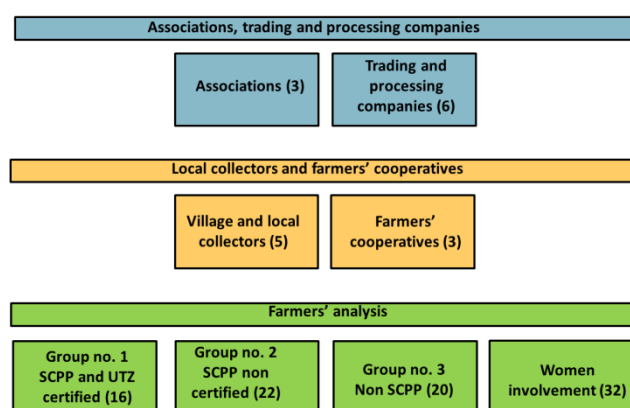 Associations, trading and processing companies
Associations (3)
Trading and
processing
companies (6)
Local collectors and farmers' cooperatives
Village and local
collectors (5)
Farmers'
cooperatives (3)
Farmers' analysis
Group no. 1
SCPP and UTZ
certified (16)
Group no. 2
SCPP non
certified (22)
Group no. 3
Non SCPP (20)
Women
involvement (32)